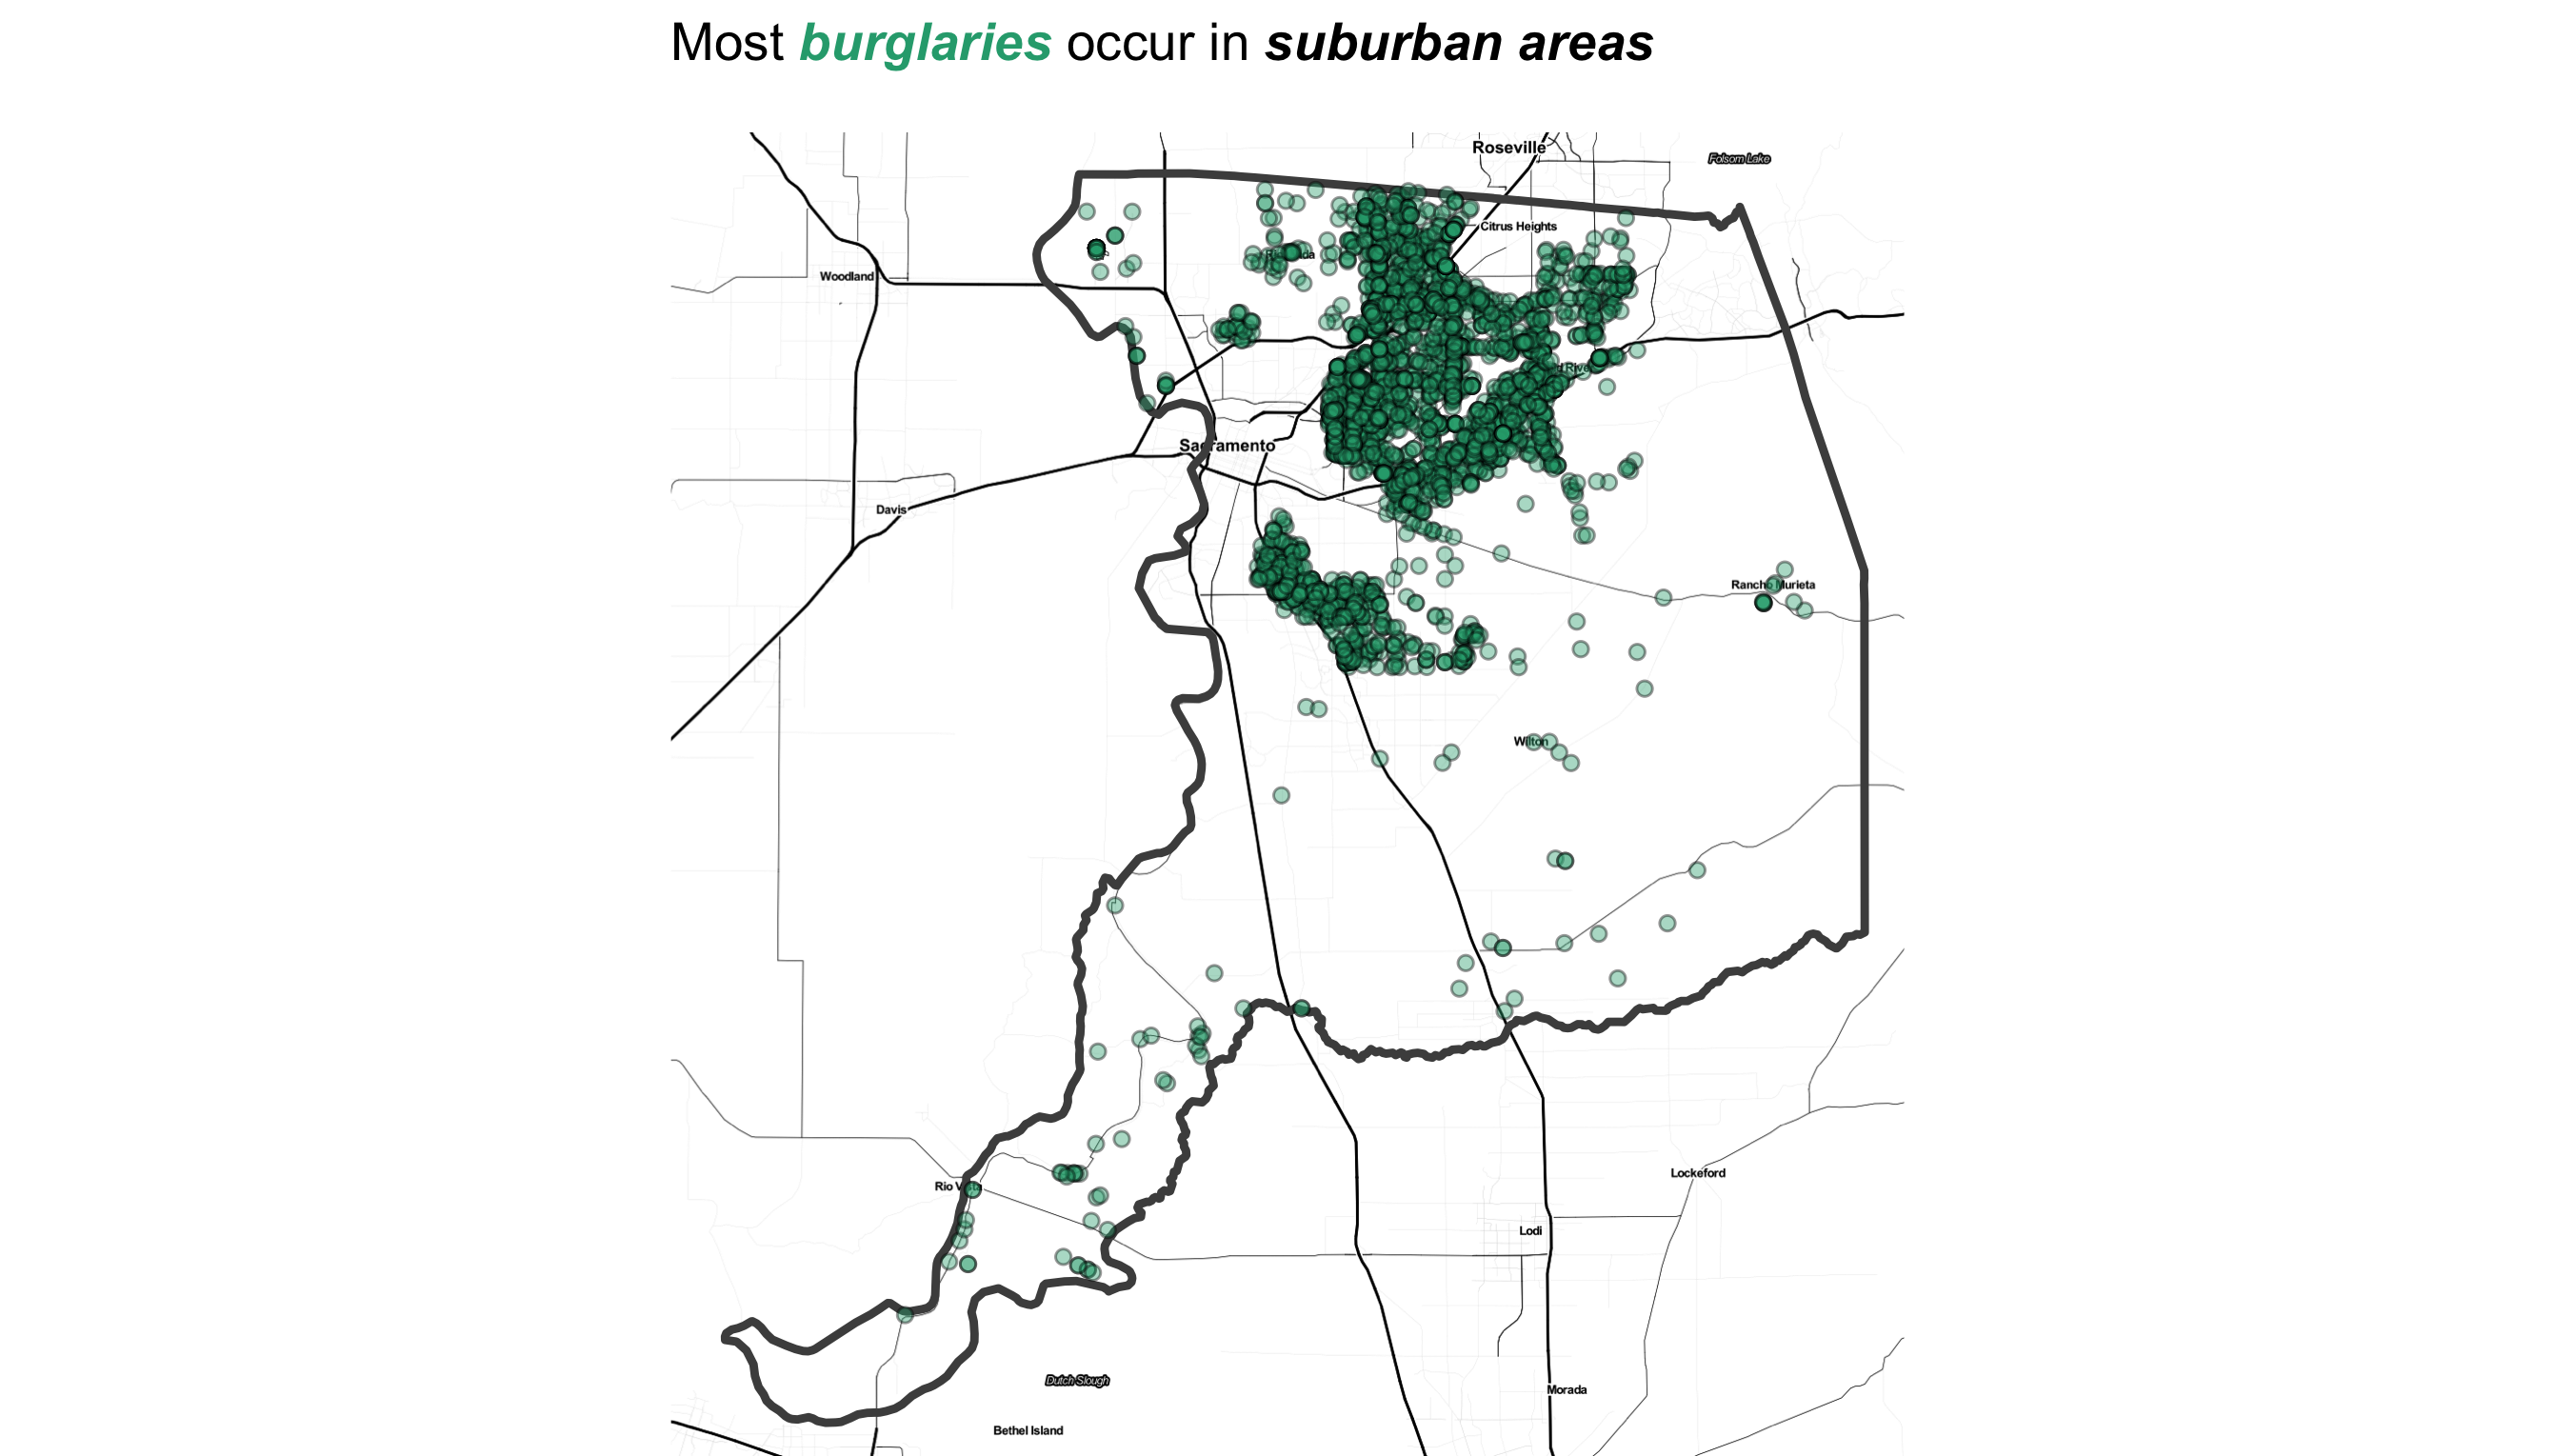 Most burglaries occur in suburban areas
Roseville
Folsom Lake
Citrus Heights
Woodland
Sacramento
Davis
Rancho Murieta
Wilton
Rio Vista
Lockeford
Lodi
Dutch Slough
Morada
Bethel Island